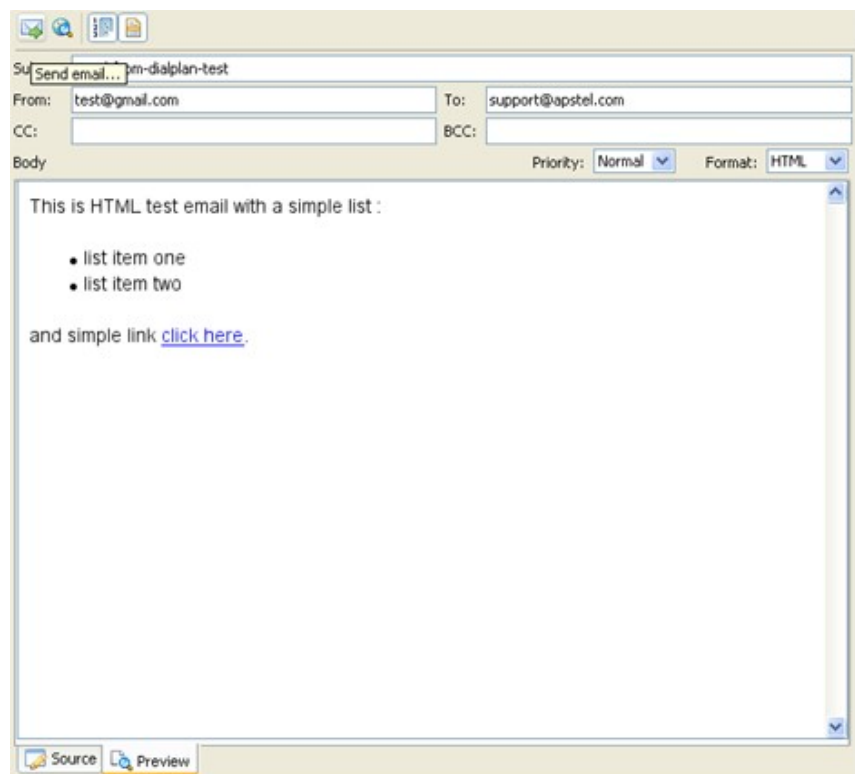 Send email...
om-dialplan-test
From: test@gmail.com To: support@apstel.com
CC: BCC:
Body Priority: Normal Format: HTML
This is HTML test email with a simple list :
• list item one
• list item two
and simple link click here.
Source Preview